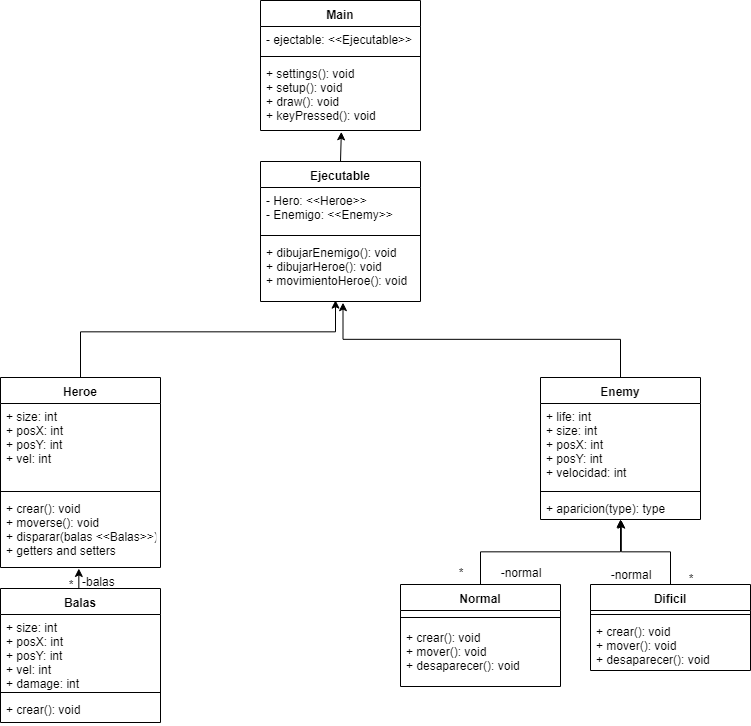 Main
- ejectable: <<Ejecutable>>
+ settings(): void
+ setup(): void
+ draw(): void
+ keyPressed(): void
Ejecutable
- Hero: <<Heroe>>
- Enemigo: <<Enemy>>
+ dibujarEnemigo(): void
+ dibujarHeroe(): void
+ movimientoHeroe(): void
Heroe
+ size: int
+ posX: int
+ posY: int
+ vel: int
+ crear(): void
+ moverse(): void
+ disparar(balas <<Balas>>)
+ getters and setters
* -balas
Balas
+ size: int
+ posX: int
+ posY: int
+ vel: int
+ damage: int
+ crear(): void
Enemy
+ life: int
+ size: int
+ posX: int
+ posY: int
+ velocidad: int
+ aparicion(type): type
* -normal
Normal
+ crear(): void
+ mover(): void
+ desaparecer(): void
-normal *
Dificil
+ crear(): void
+ mover(): void
+ desaparecer(): void